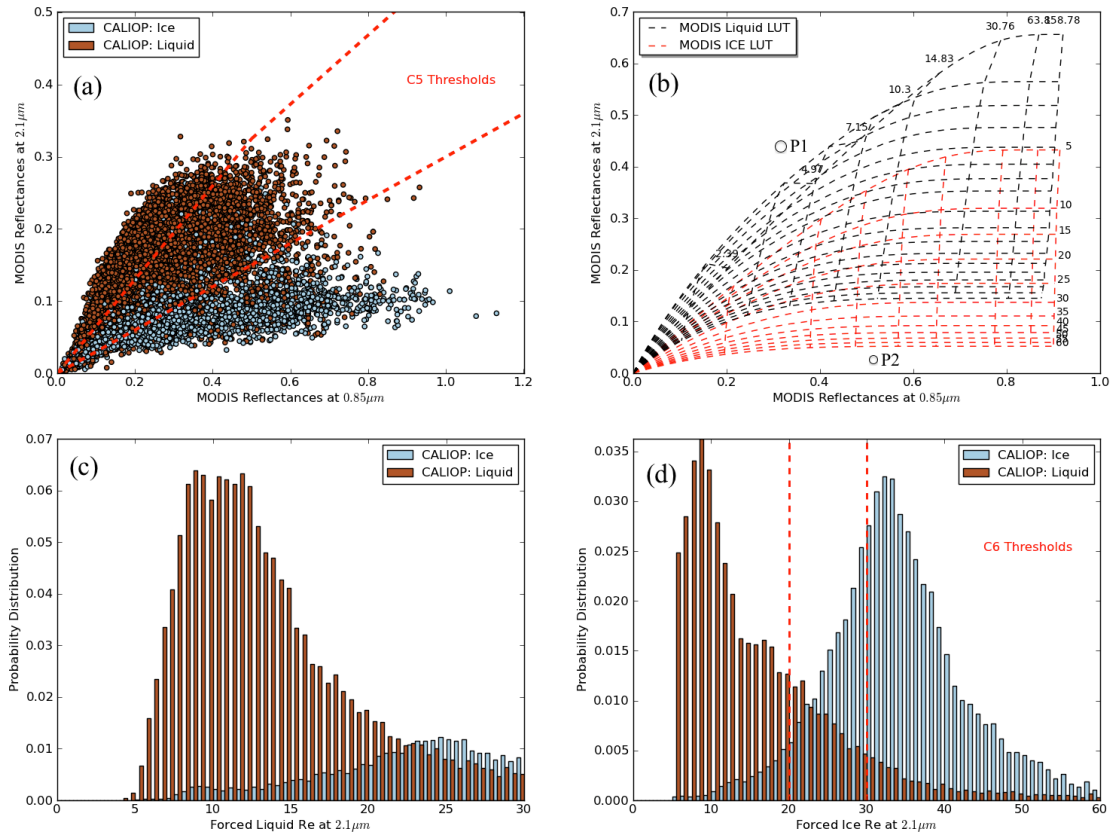 CALIOP: Ice
CALIOP: Liquid
(a)
C5 Thresholds
MODIS Reflectances at 2.1μm
0.5
0.4
0.3
0.2
0.1
0.0
0.0 0.2 0.4 0.6 0.8 1.0 1.2
MODIS Reflectances at 0.85μm
MODIS Liquid LUT
MODIS ICE LUT
(b)
P1
P2
30.76
14.83
10.3
7.15
4.97
5
10
15
20
25
30
35
40
45
50
60
MODIS Reflectances at 2.1μm
0.7
0.6
0.5
0.4
0.3
0.2
0.1
0.0
0.0 0.2 0.4 0.6 0.8 1.0
MODIS Reflectances at 0.85μm
(c)
CALIOP: Ice
CALIOP: Liquid
Probability Distribution
0.07
0.06
0.05
0.04
0.03
0.02
0.01
0.00
0 5 10 15 20 25 30
Forced Liquid Re at 2.1μm
CALIOP: Ice
CALIOP: Liquid
(d)
C6 Thresholds
Probability Distribution
0.035
0.030
0.025
0.020
0.015
0.010
0.005
0.000
0 10 20 30 40 50 60
Forced Ice Re at 2.1μm